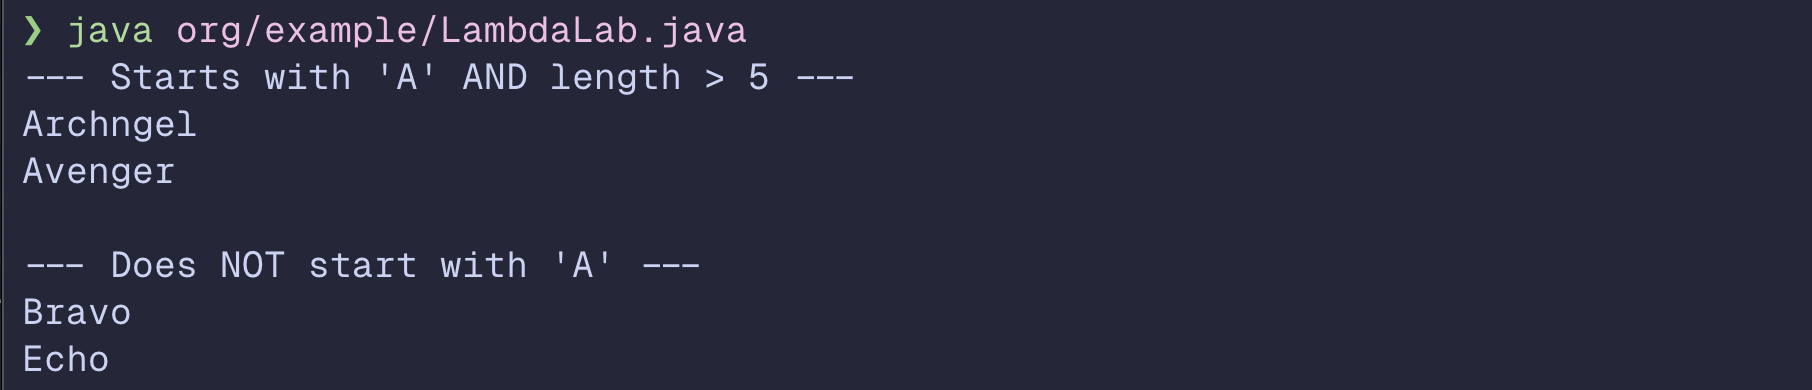 ❯ java org/example/LambdaLab.java
--- Starts with 'A' AND length > 5 ---
Archngel
Avenger

--- Does NOT start with 'A' ---
Bravo
Echo